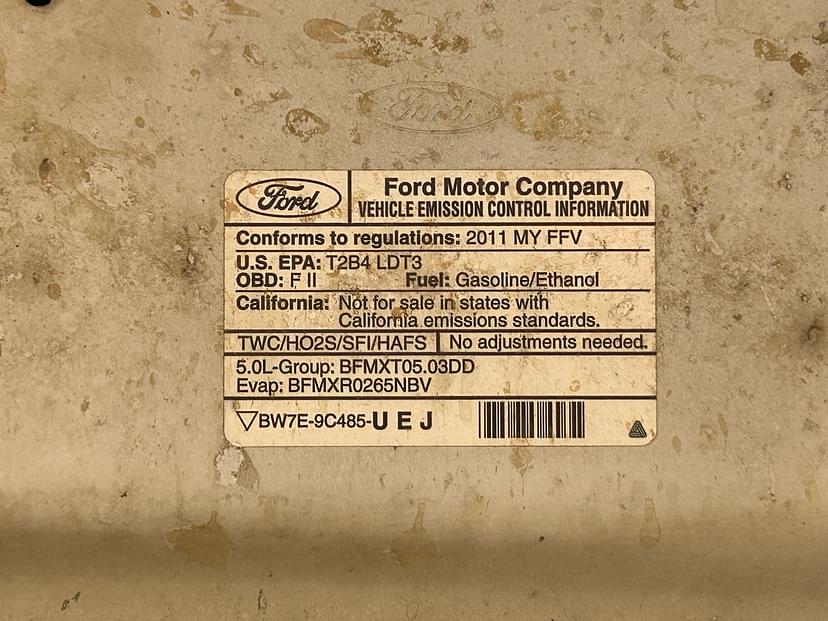 Ford
Ford
Ford Motor Company
VEHICLE EMISSION CONTROL INFORMATION
Conforms to regulations: 2011 MY FFV
U.S. EPA: T2B4 LDT3
OBD: F II Fuel: Gasoline/Ethanol
California: Not for sale in states with
California emissions standards.
TWC/HO2S/SFI/HAFS No adjustments needed.
5.0L-Group: BFMXT05.03DD
Evap: BFMXR0265NBV
BW7E-9C485-U E J